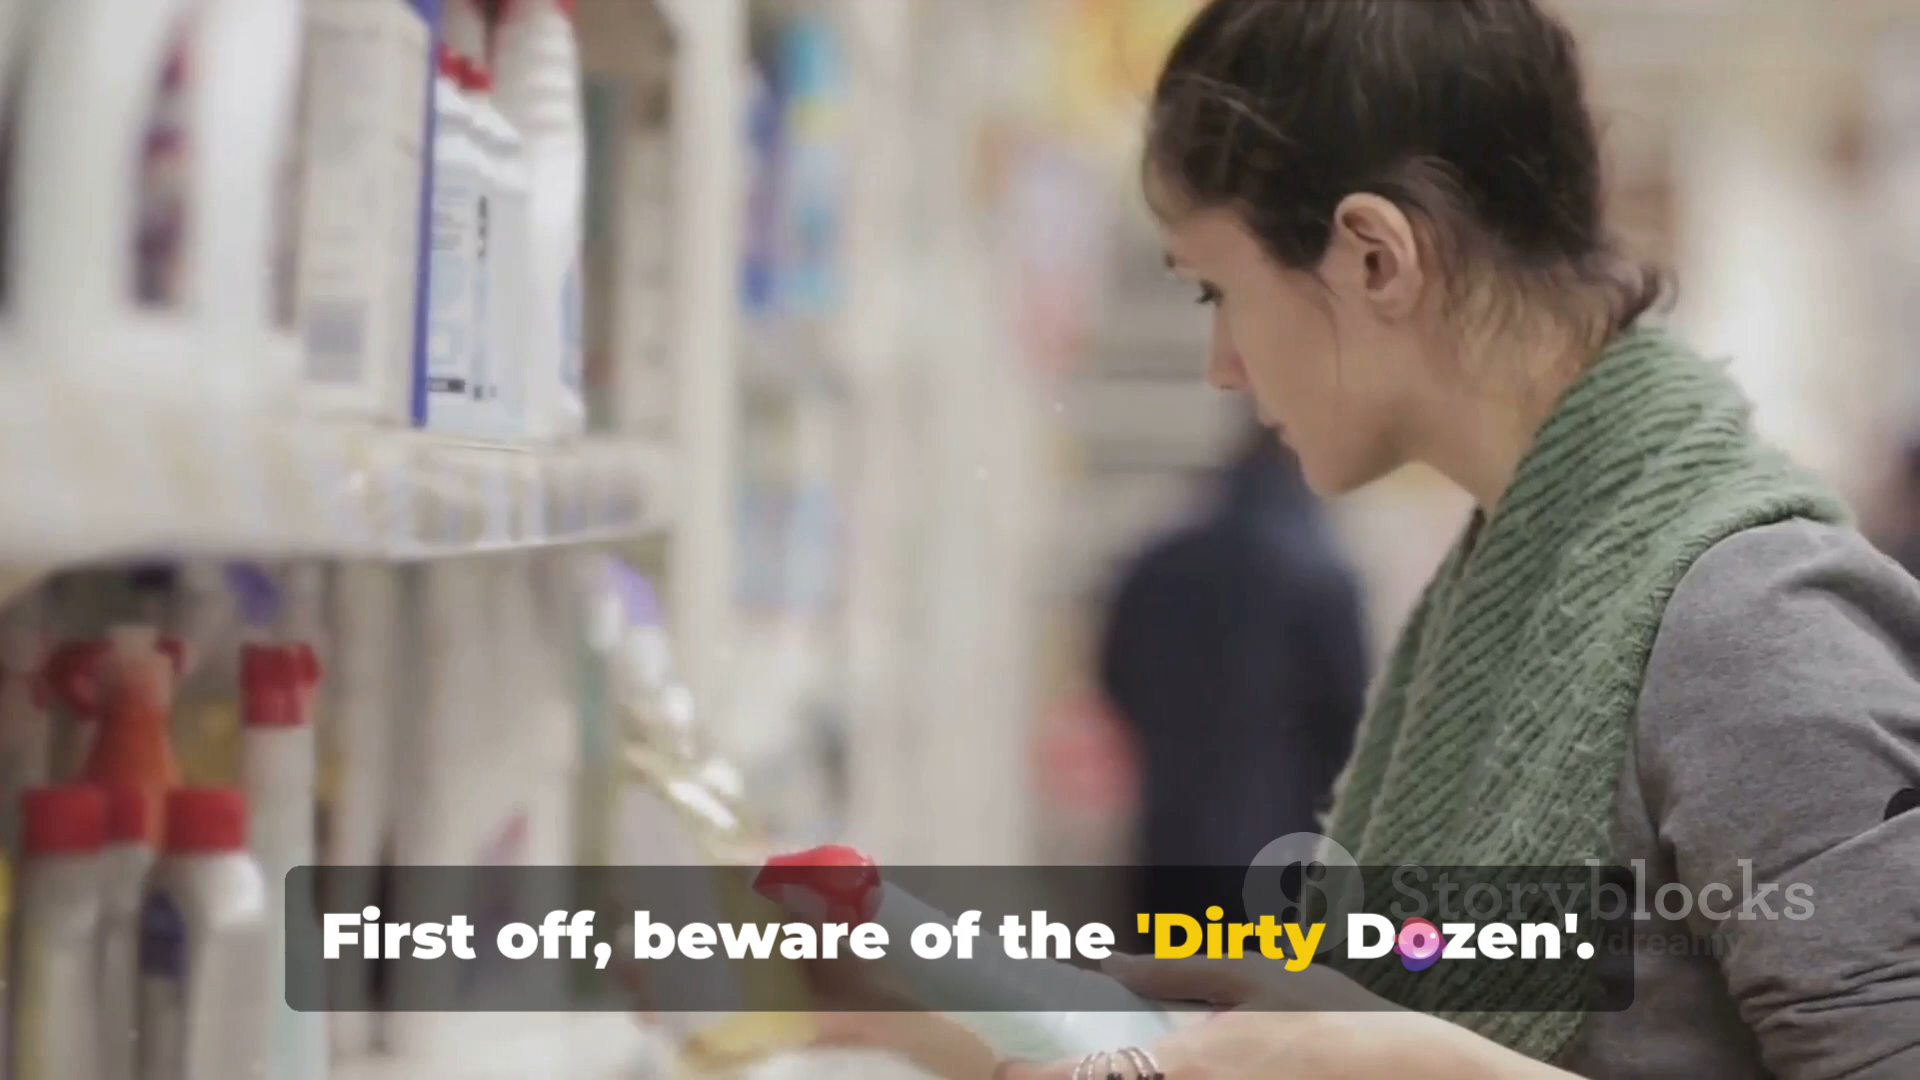 Storyblocks
First off, beware of the 'Dirty Dozen'.